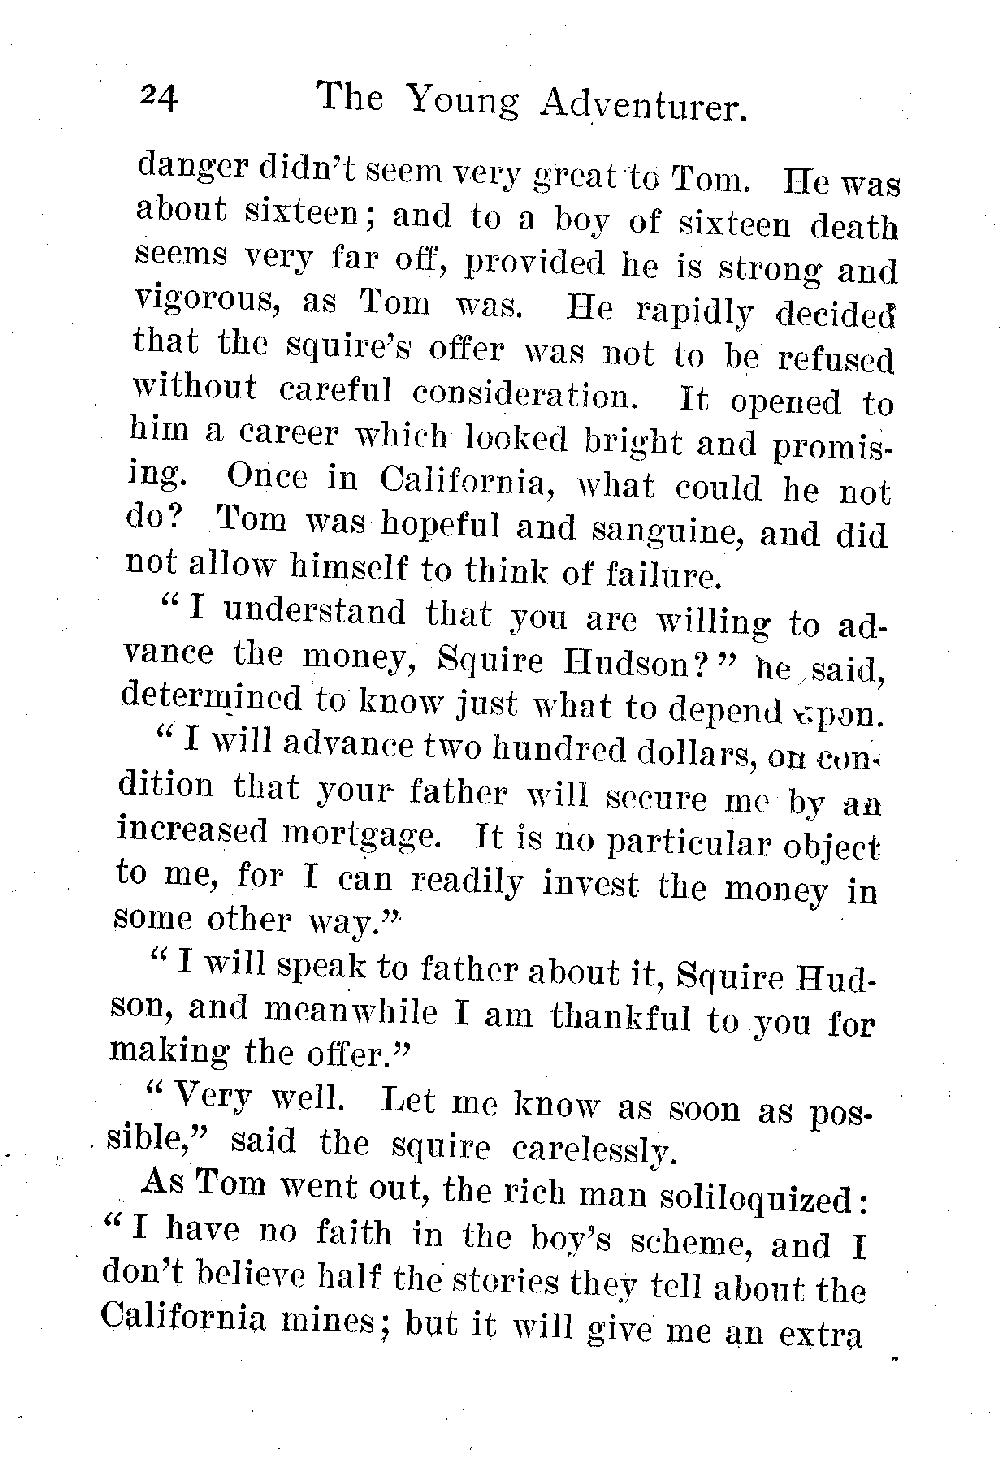 24 The Young Adventurer.
danger didn't seem very great to Tom. He was
about sixteen; and to a boy of sixteen death
seems very far off, provided he is strong and
vigorous, as Tom was. He rapidly decided
that the squire's offer was not to be refused
without careful consideration. It opened to
him a career which looked bright and promis-
ing. Once in California, what could he not
do? Tom was hopeful and sanguine, and did
not allow himself to think of failure.
"I understand that you are willing to ad-
vance the money, Squire Hudson?" he said,
determined to know just what to depend upon.
"I will advance two hundred dollars, on con-
dition that your father will secure me by an
increased mortgage. It is no particular object
to me, for I can readily invest the money in
some other way."
"I will speak to father about it, Squire Hud-
son, and meanwhile I am thankful to you for
making the offer."
"Very well. Let me know as soon as pos-
sible," said the squire carelessly.
As Tom went out, the rich man soliloquized:
"I have no faith in the boy's scheme, and I
don't believe half the stories they tell about the
California mines; but it will give me an extra